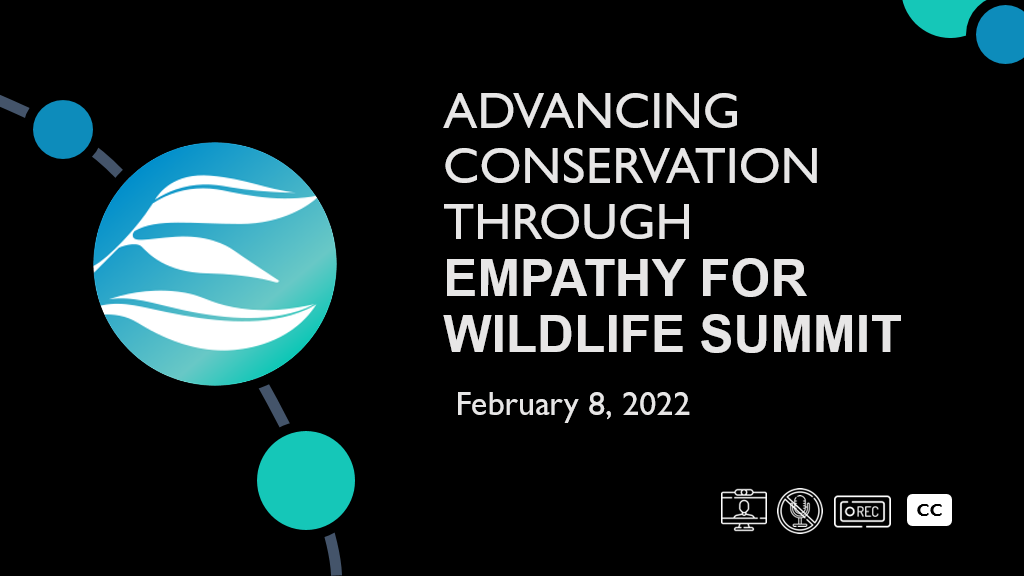 ADVANCING
CONSERVATION
THROUGH
EMPATHY FOR
WILDLIFE SUMMIT
February 8, 2022
REC
CC